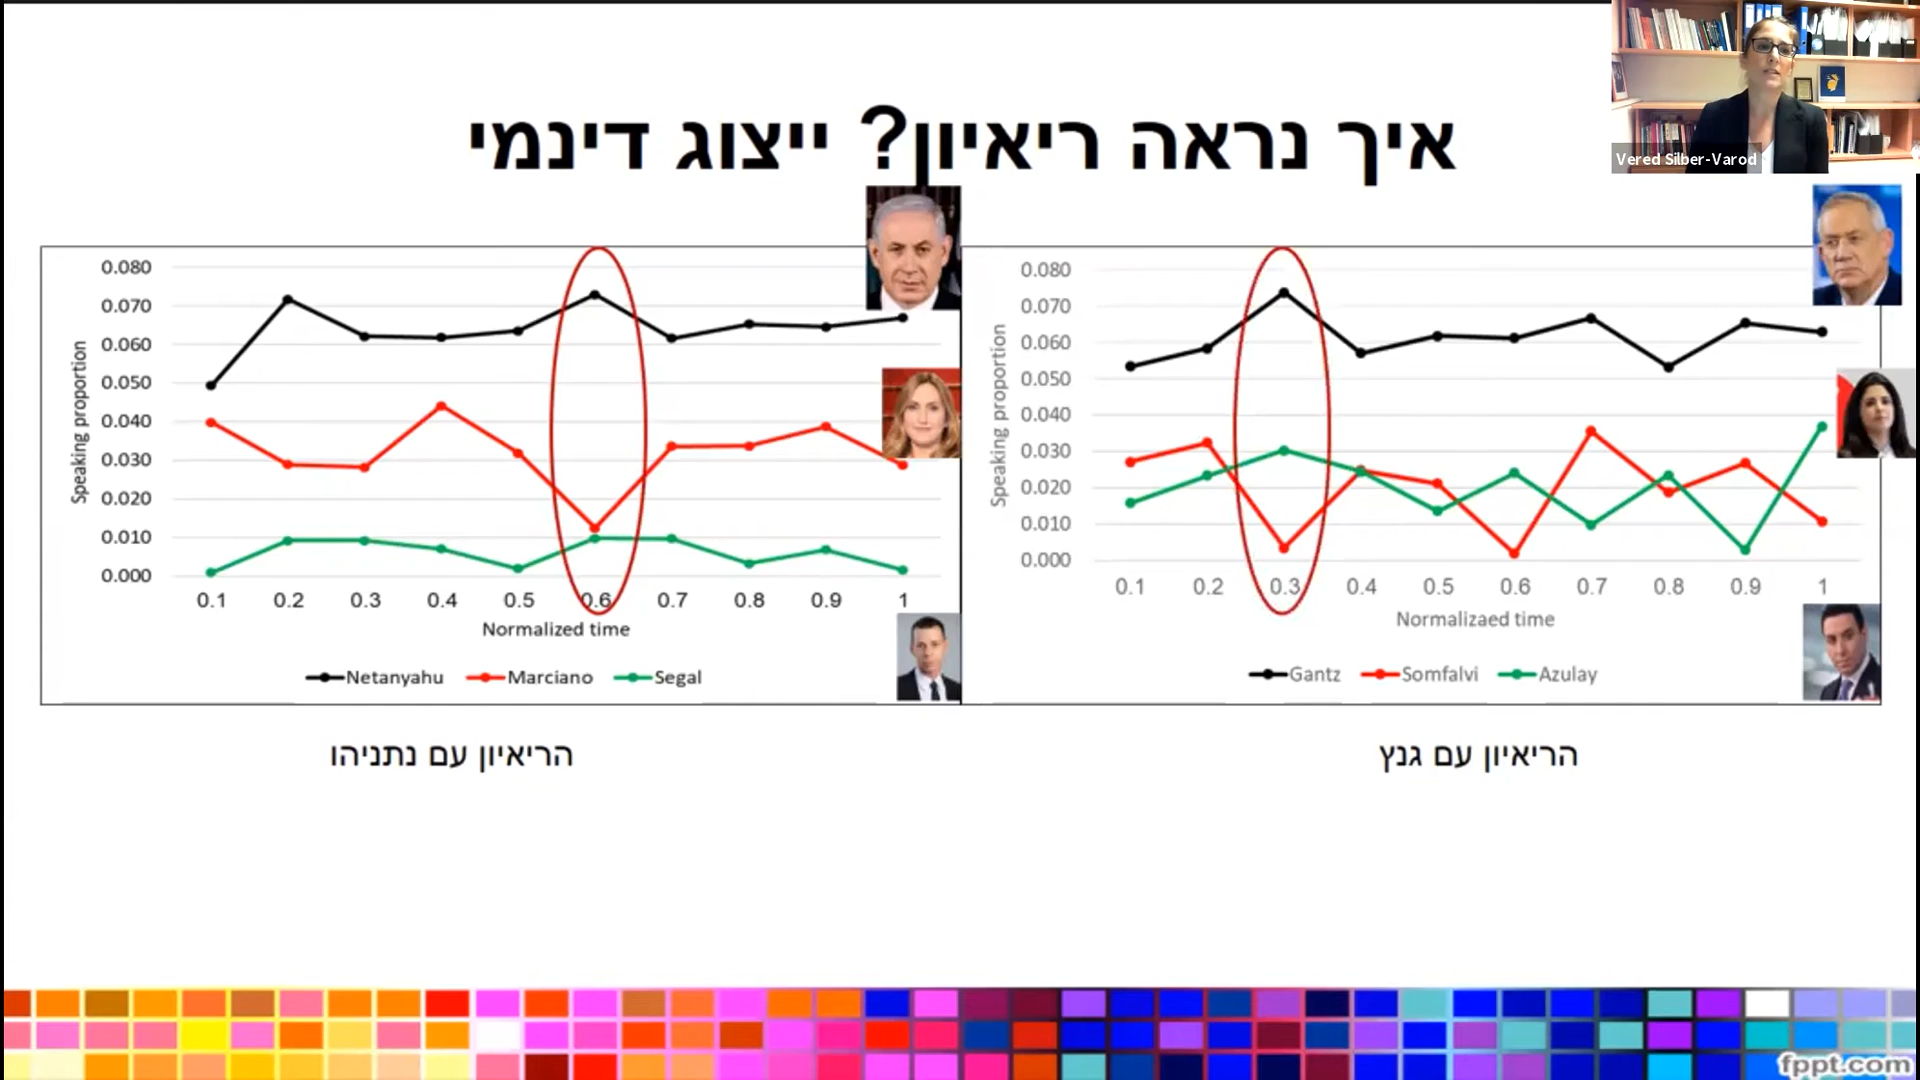 Vered Silber-Varod
איך נראה ריאיון? ייצוג דינמי
Speaking proportion
0.080
0.070
0.060
0.050
0.040
0.030
0.020
0.010
0.000
0.1 0.2 0.3 0.4 0.5 0.6 0.7 0.8 0.9 1
Normalized time
Netanyahu Marciano Segal
Speaking proportion
0.080
0.070
0.060
0.050
0.040
0.030
0.020
0.010
0.000
0.1 0.2 0.3 0.4 0.5 0.6 0.7 0.8 0.9 1
Normalizaed time
Gantz Somfalvi Azulay
הריאיון עם נתניהו
הריאיון עם גנץ
fppt.com